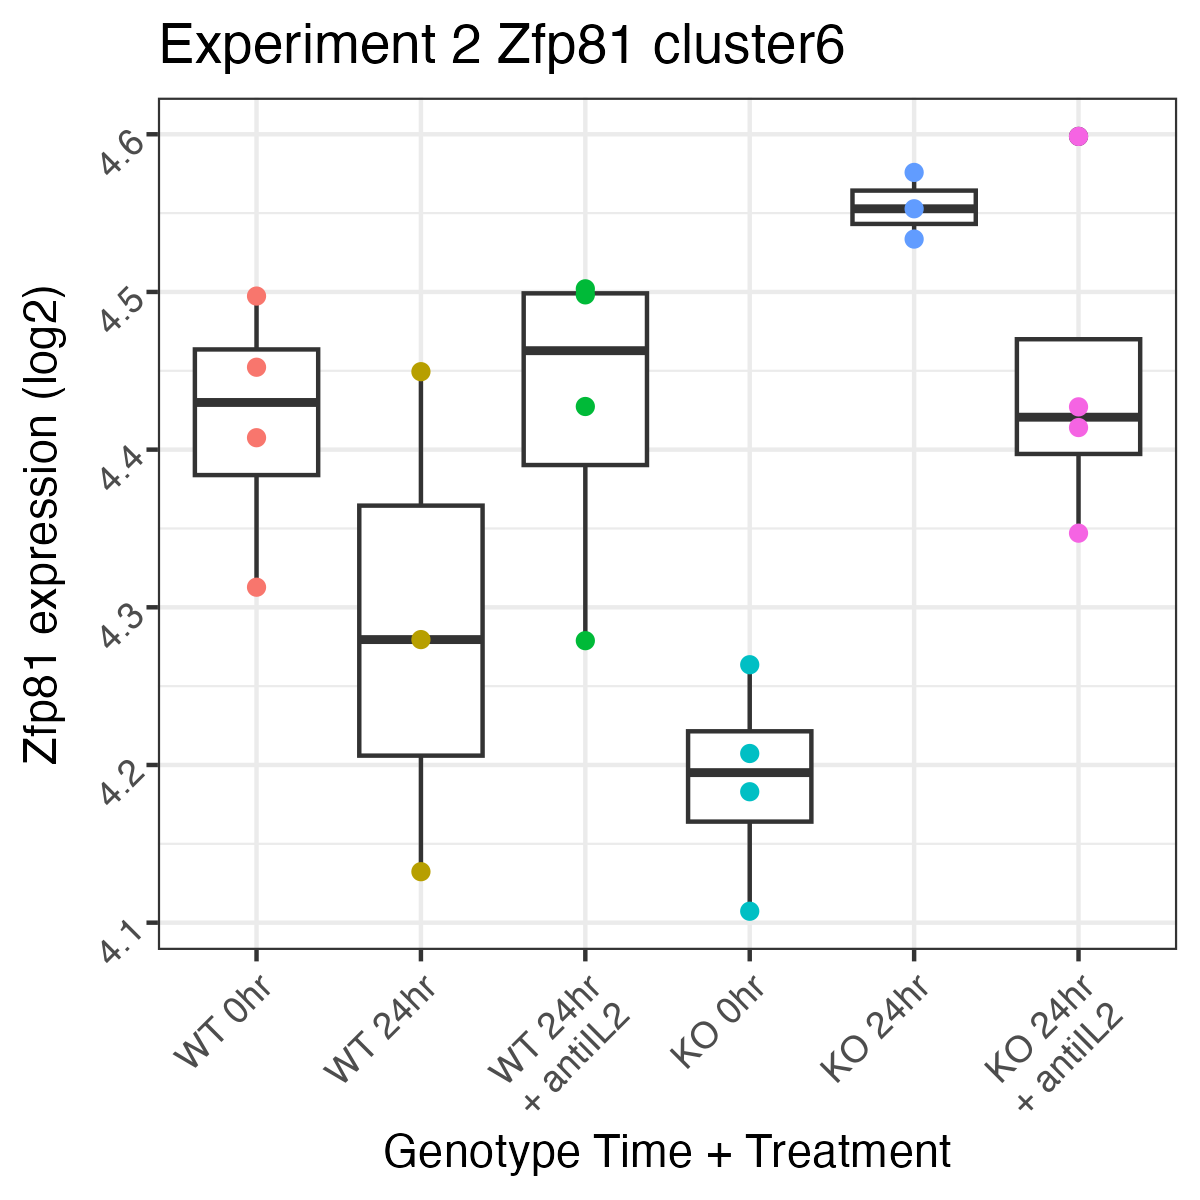 Experiment 2 Zfp81 cluster6
Zfp81 expression (log2)
4.6
4.5
4.4
4.3
4.2
4.1
WT 0hr
WT 24hr
WT 24hr
+ antiIL2
KO 0hr
KO 24hr
KO 24hr
+ antiIL2
Genotype Time + Treatment